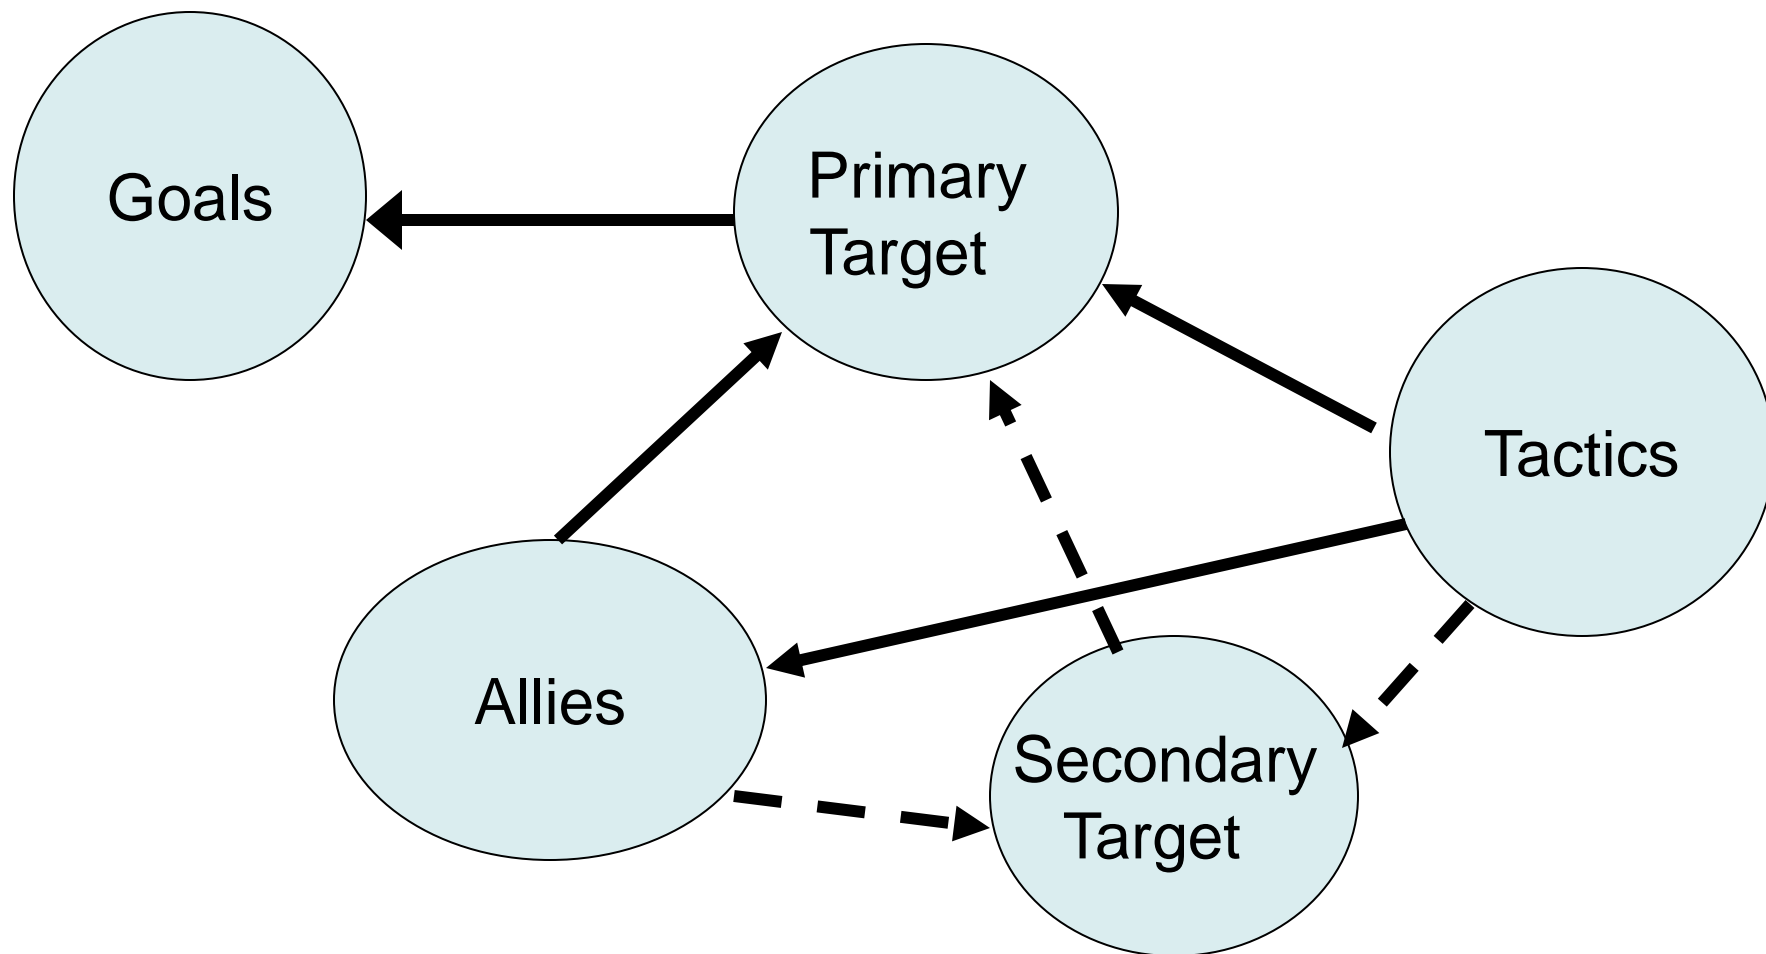 Goals
Primary
Target
Tactics
Allies
Secondary
Target